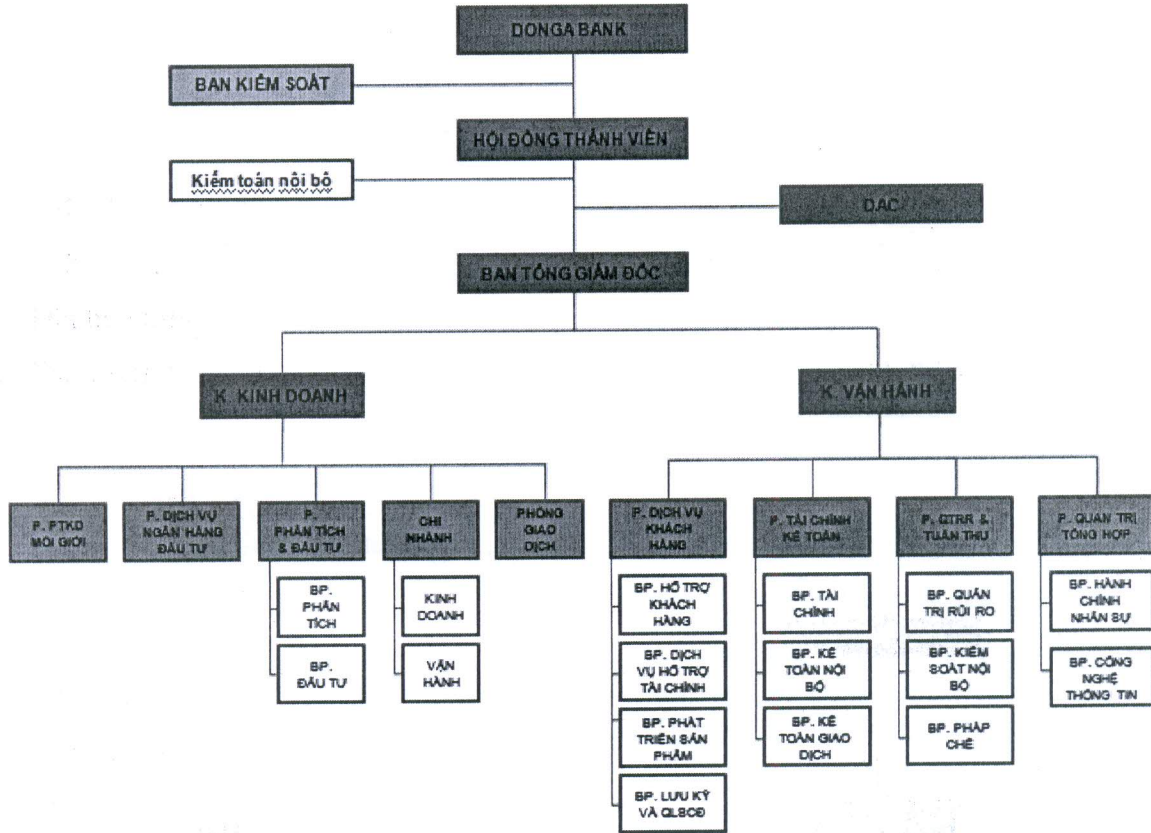 DONGA BANK
BAN KIỂM SOÁT
HỘI ĐỒNG THÀNH VIÊN
Kiểm toán nội bộ
DAC
BAN TỔNG GIÁM ĐỐC
K. KINH DOANH
K. VẬN HÀNH
P. PTKD
MÔI GIỚI
P. DỊCH VỤ
NGÂN HÀNG
ĐẦU TƯ
P.
PHÂN TÍCH
& ĐẦU TƯ
CHI
NHÁNH
PHÒNG
GIAO
DỊCH
P. DỊCH VỤ
KHÁCH
HÀNG
P. TÀI CHÍNH
KẾ TOÁN
P. QTRR &
TUÂN THỦ
P. QUẢN TRỊ
TỔNG HỢP
BP.
PHÂN
TÍCH
BP.
ĐẦU TƯ
KINH
DOANH
VẬN
HÀNH
BP. HỖ TRỢ
KHÁCH
HÀNG
BP. DỊCH
VỤ HỖ TRỢ
TÀI CHÍNH
BP. PHÁT
TRIỂN SẢN
PHẨM
BP. LƯU KÝ
VÀ QLSCĐ
BP. TÀI
CHÍNH
BP. KẾ
TOÁN NỘI
BỘ
BP. KẾ
TOÁN GIAO
DỊCH
BP. QUẢN
TRỊ RỦI RO
BP. KIỂM
SOÁT NỘI
BỘ
BP. PHÁP
CHẾ
BP. HÀNH
CHÍNH
NHÂN SỰ
BP. CÔNG
NGHỆ
THÔNG TIN